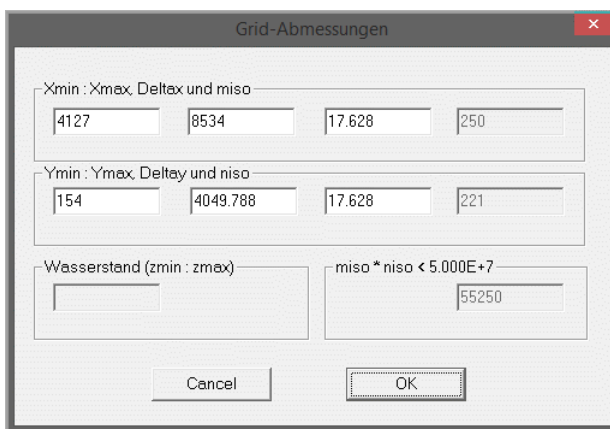 Grid-Abmessungen
Xmin : Xmax, Deltax und miso
4127 8534 17.628 250
Ymin : Ymax, Deltay und niso
154 4049.788 17.628 221
Wasserstand (zmin : zmax) miso * niso < 5.000E+7
55250
Cancel OK